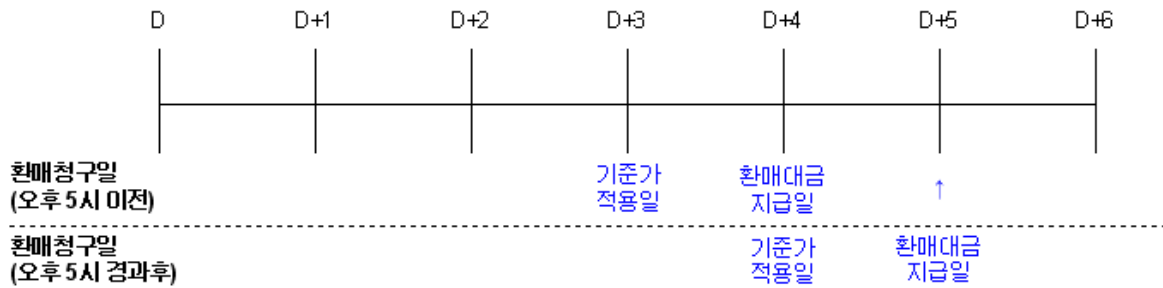 D D+1 D+2 D+3 D+4 D+5 D+6
환매청구일 기준가 환매대금 ↑
(오후 5시 이전) 적용일 지급일
환매청구일 기준가 환매대금
(오후 5시 경과후) 적용일 지급일